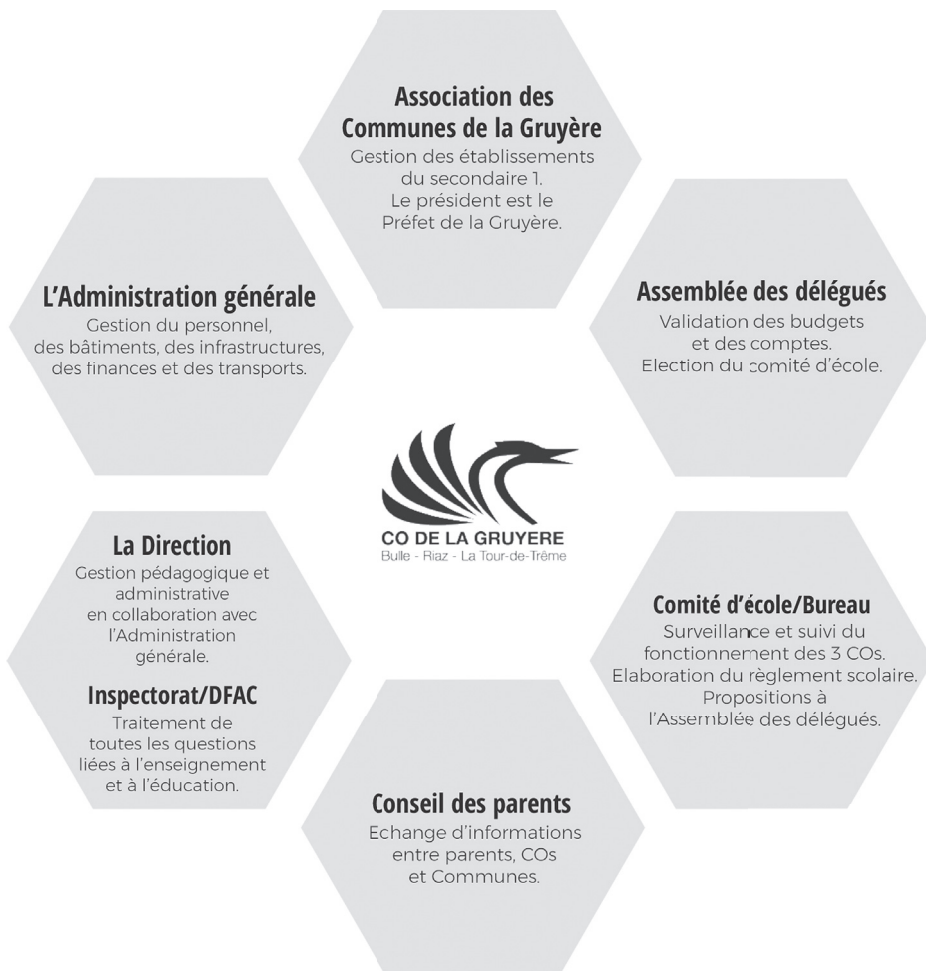 Association des
Communes de la Gruyère
Gestion des établissements
du secondaire 1.
Le président est le
Préfet de la Gruyère.
L'Administration générale
Gestion du personnel,
des bâtiments, des infrastructures,
des finances et des transports.
Assemblée des délégués
Validation des budgets
et des comptes.
Election du comité d'école.
CO DE LA GRUYERE
Bulle - Riaz - La Tour-de-Trême
La Direction
Gestion pédagogique et
administrative
en collaboration avec
l'Administration
générale.
Inspectorat/DFAC
Traitement de
toutes les questions
liées à l'enseignement
et à l'éducation.
Comité d'école/Bureau
Surveillance et suivi du
fonctionnement des 3 COs.
Elaboration du règlement scolaire.
Propositions à
l'Assemblée des délégués.
Conseil des parents
Echange d'informations
entre parents, COs
et Communes.